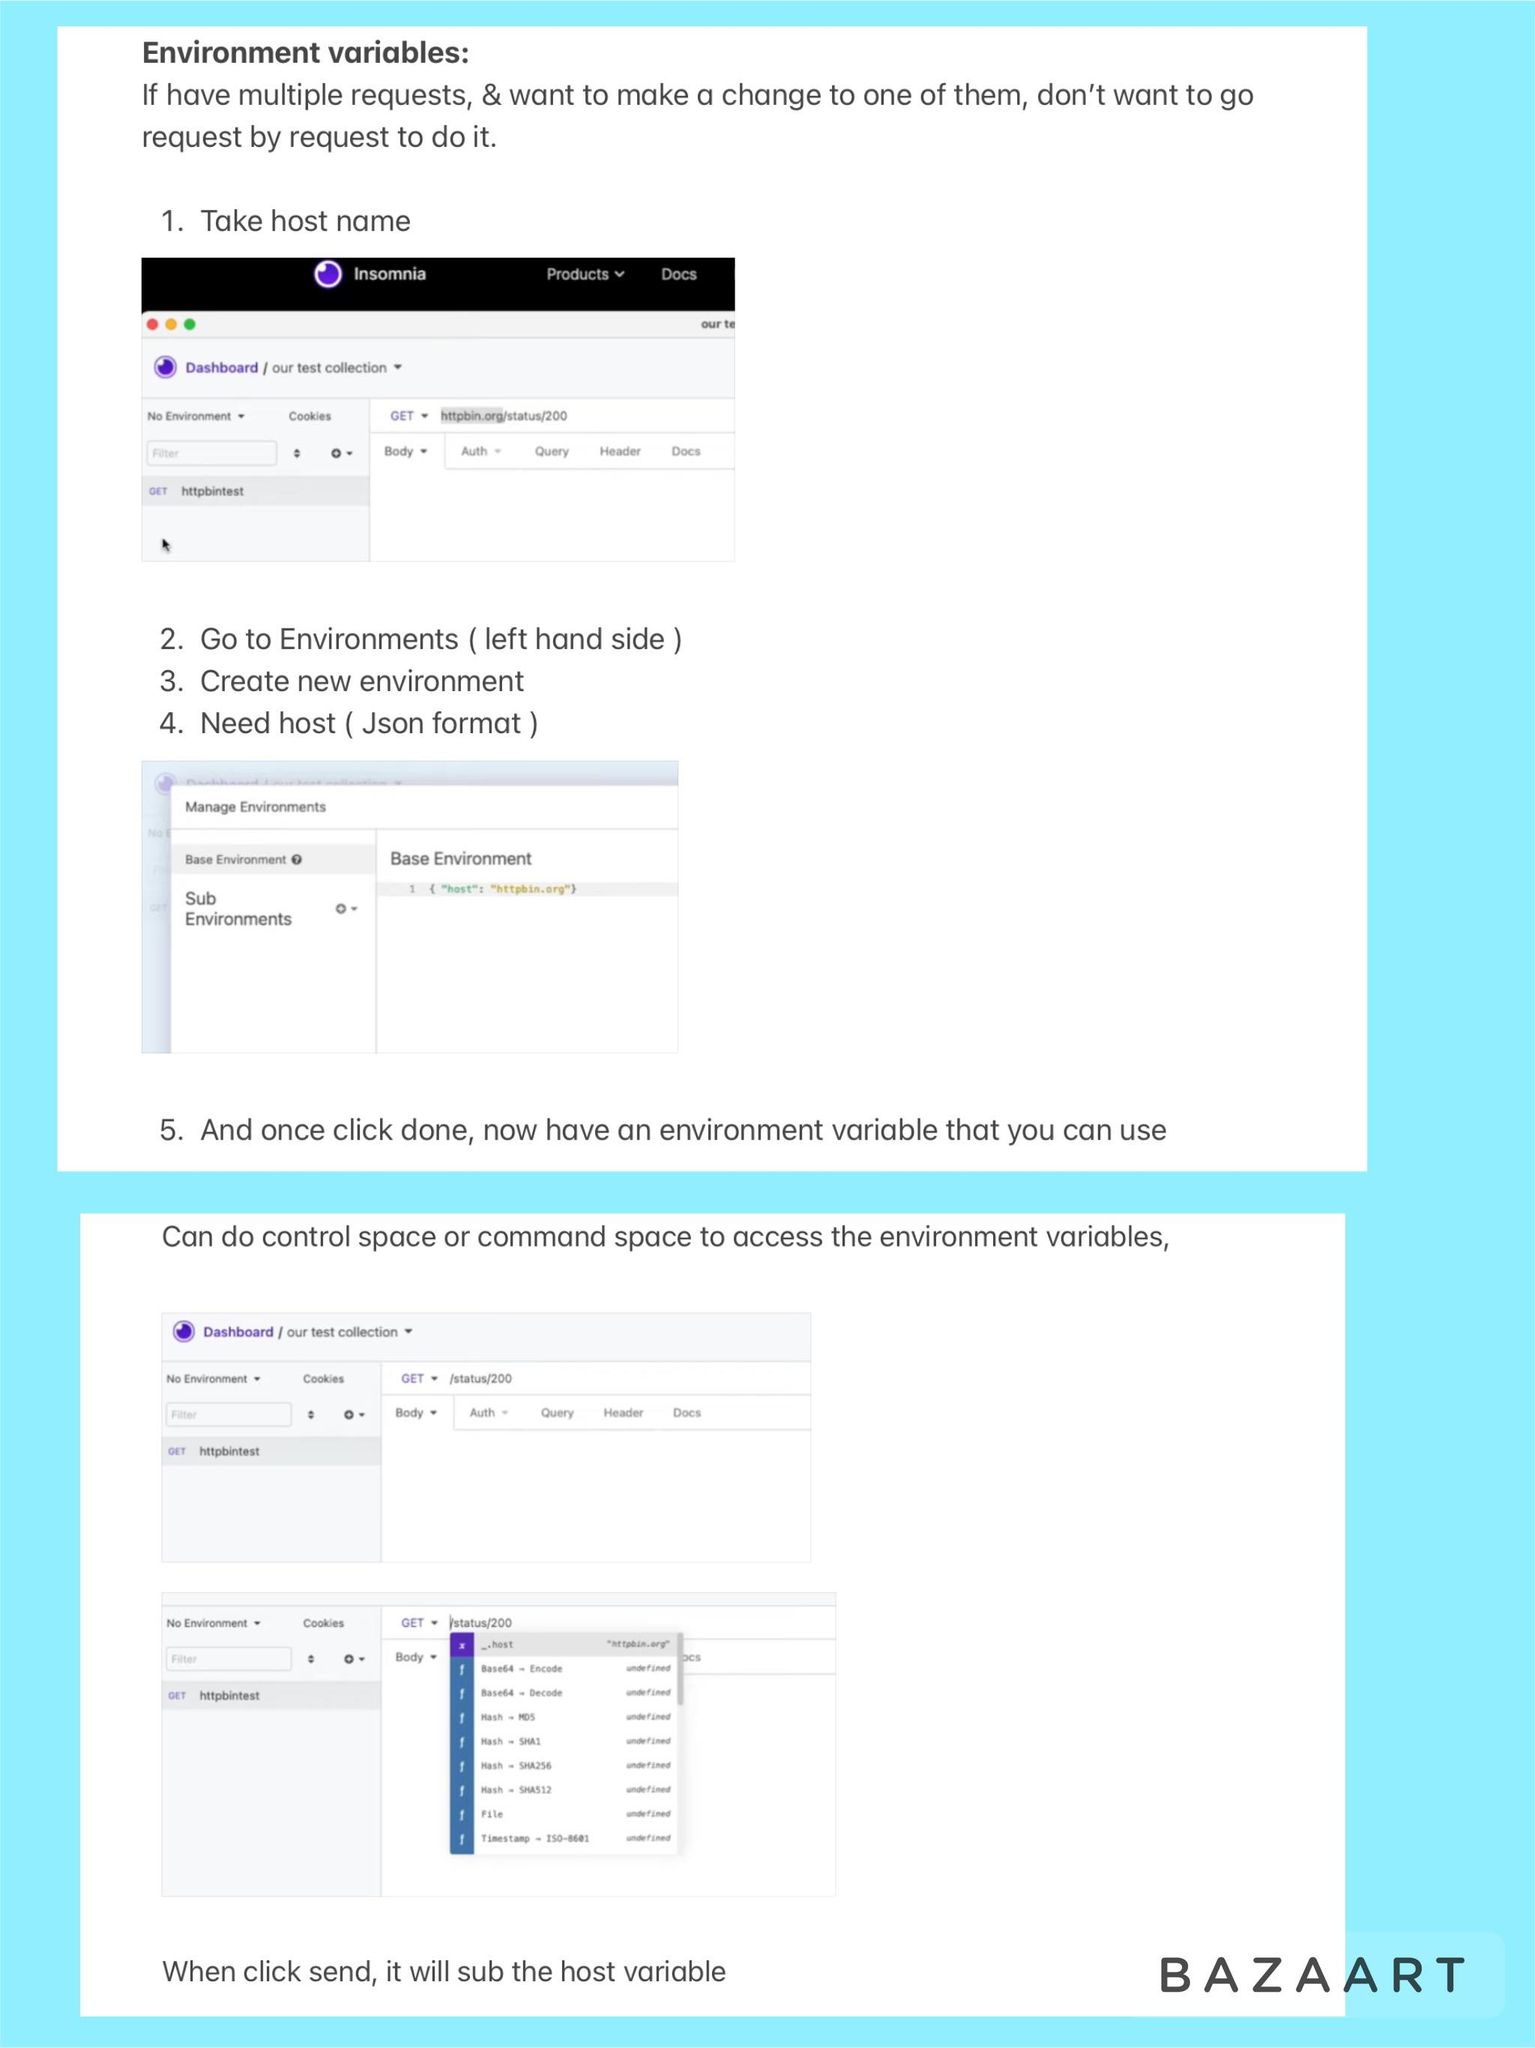 Environment variables:
If have multiple requests, & want to make a change to one of them, don’t want to go
request by request to do it.
1. Take host name
Insomnia Products Docs
our te
Dashboard / our test collection
No Environment Cookies GET httpbin.org/status/200
Filter Body Auth Query Header Docs
GET httpbintest
2. Go to Environments ( left hand side )
3. Create new environment
4. Need host ( Json format )
Dashboard / our test collection
Manage Environments
No E
Base Environment Base Environment
1 { "host": "httpbin.org"}
Sub
Environments
GET
5. And once click done, now have an environment variable that you can use
Can do control space or command space to access the environment variables,
Dashboard / our test collection
No Environment Cookies GET /status/200
Filter Body Auth Query Header Docs
GET httpbintest
No Environment Cookies GET /status/200
x _.host "httpbin.org"
Filter Body ocs
f Base64 → Encode undefined
f Base64 → Decode undefined
GET httpbintest
f Hash → MD5 undefined
f Hash → SHA1 undefined
f Hash → SHA256 undefined
f Hash → SHA512 undefined
f File undefined
f Timestamp → ISO-8601 undefined
When click send, it will sub the host variable
BAZAART